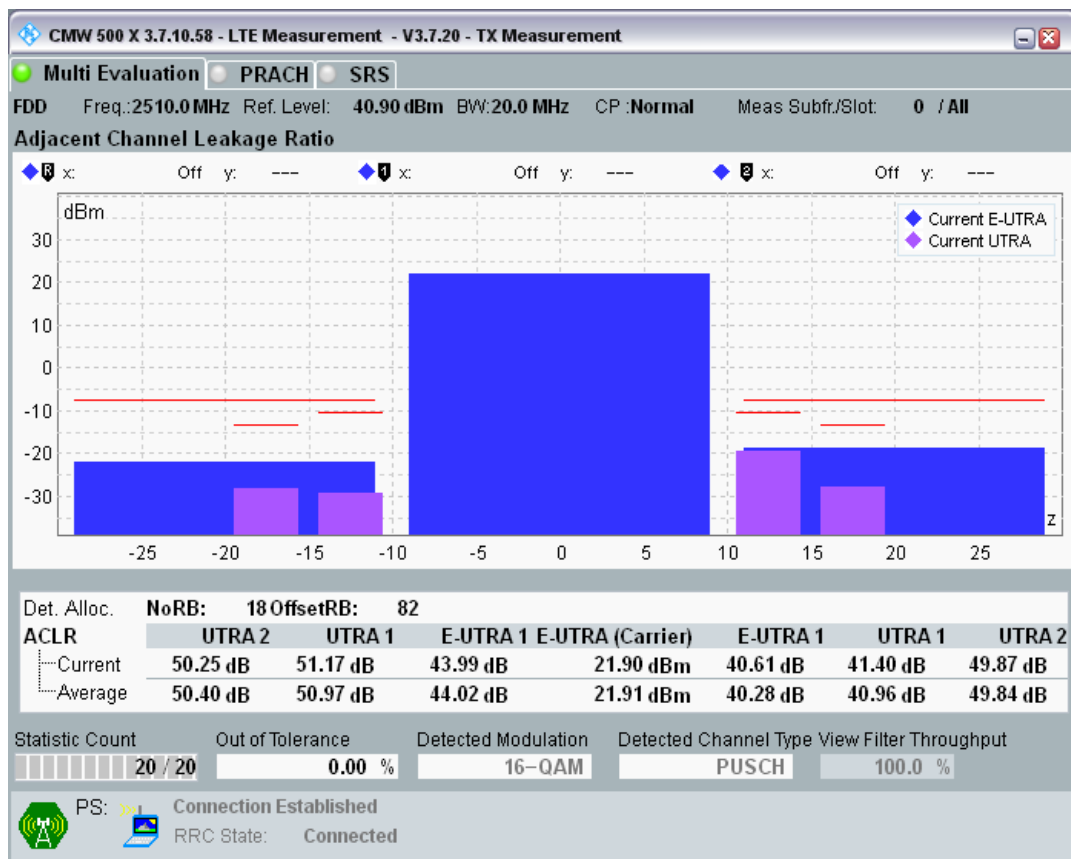 CMW 500 X 3.7.10.58 - LTE Measurement - V3.7.20 - TX Measurement
Multi Evaluation PRACH SRS
FDD Freq.:2510.0 MHz Ref. Level: 40.90 dBm BW:20.0 MHz CP :Normal Meas Subfr./Slot: 0 / All
Adjacent Channel Leakage Ratio
R x: Off y: --- 1 x: Off y: --- 2 x: Off y: ---
dBm
Current E-UTRA
Current UTRA
30
20
10
0
-10
-20
-30
z
-25 -20 -15 -10 -5 0 5 10 15 20 25
Det. Alloc. NoRB: 18 OffsetRB: 82
ACLR UTRA 2 UTRA 1 E-UTRA 1 E-UTRA (Carrier) E-UTRA 1 UTRA 1 UTRA 2
Current 50.25 dB 51.17 dB 43.99 dB 21.90 dBm 40.61 dB 41.40 dB 49.87 dB
Average 50.40 dB 50.97 dB 44.02 dB 21.91 dBm 40.28 dB 40.96 dB 49.84 dB
Statistic Count Out of Tolerance Detected Modulation Detected Channel Type View Filter Throughput
20 / 20 0.00 % 16-QAM PUSCH 100.0 %
PS: Connection Established
RRC State: Connected